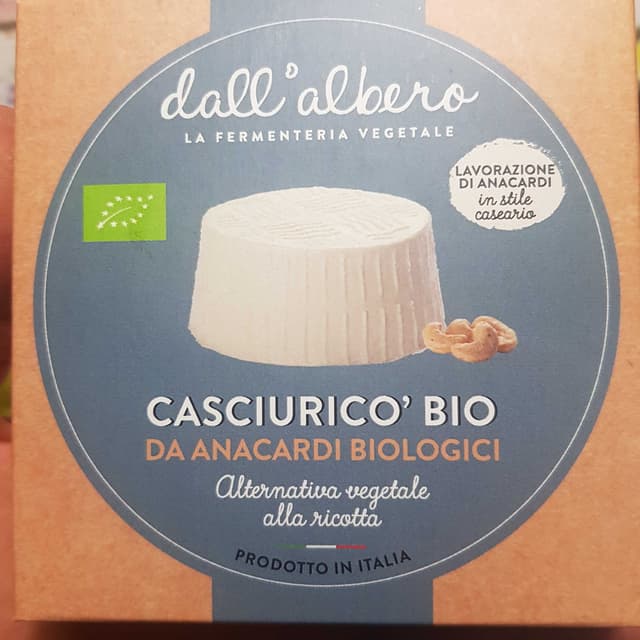 dall'albero
LA FERMENTERIA VEGETALE
LAVORAZIONE
DI ANACARDI
in stile
caseario
CASCIURICO' BIO
DA ANACARDI BIOLOGICI
Alternativa vegetale
alla ricotta
PRODOTTO IN ITALIA